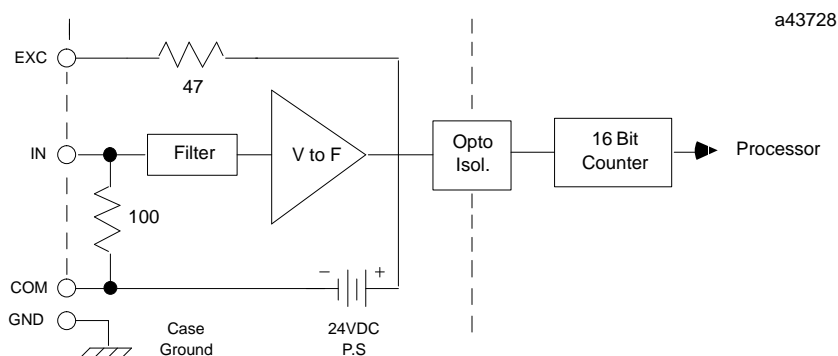 a43728
EXC
47
IN
Filter
V to F
Opto
Isol.
16 Bit
Counter
Processor
100
COM
− +
GND
Case
Ground
24VDC
P.S